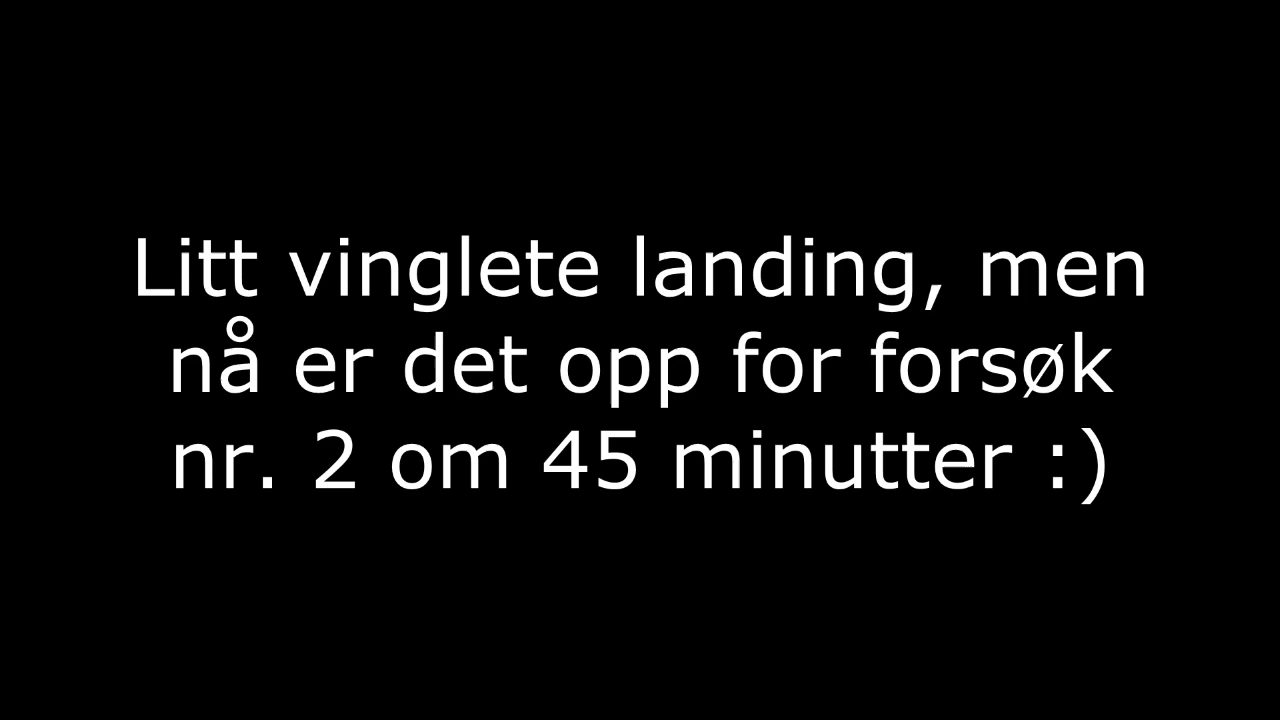 Litt vinglete landing, men
nå er det opp for forsøk
nr. 2 om 45 minutter :)